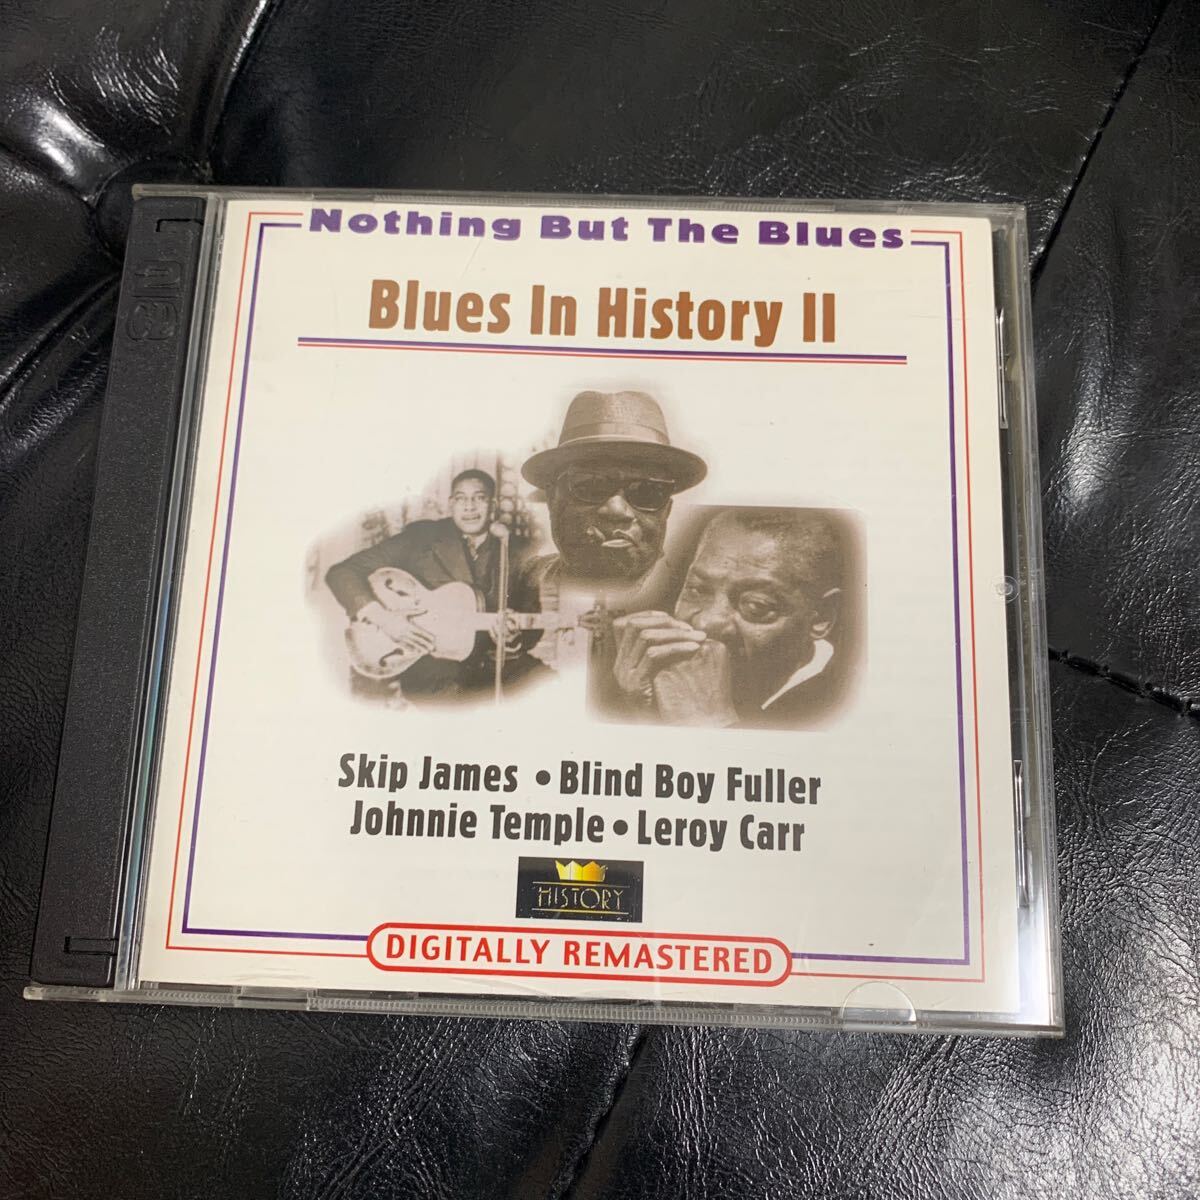 Nothing But The Blues
Blues In History II
Skip James • Blind Boy Fuller
Johnnie Temple • Leroy Carr
HISTORY
DIGITALLY REMASTERED